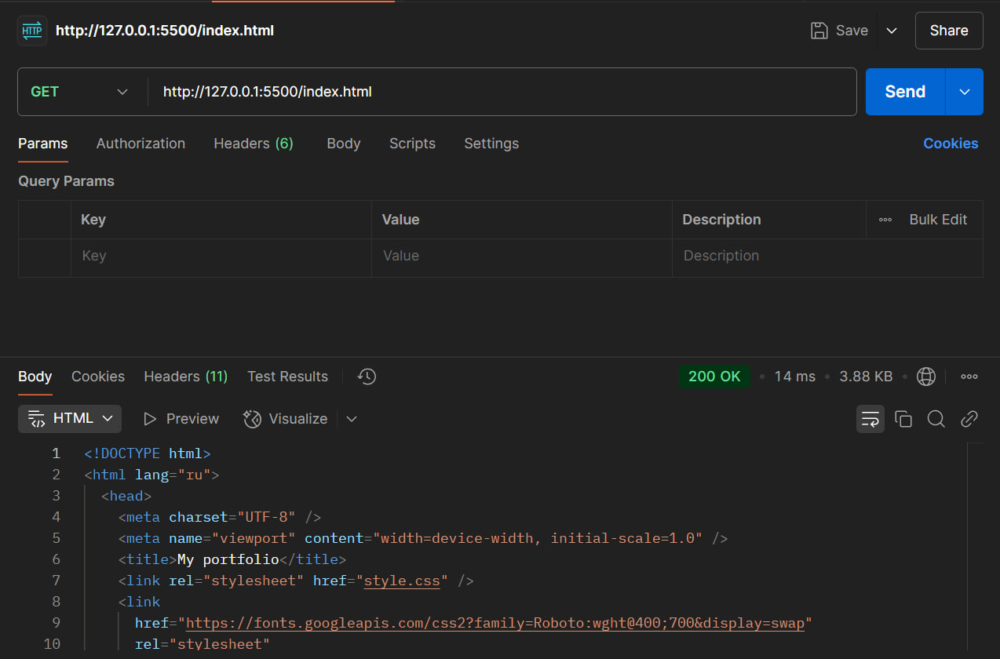 HTTP http://127.0.0.1:5500/index.html Save Share
GET http://127.0.0.1:5500/index.html Send
Params Authorization Headers (6) Body Scripts Settings Cookies
Query Params
Key Value Description Bulk Edit
Key Value Description
Body Cookies Headers (11) Test Results 200 OK • 14 ms • 3.88 KB •
HTML Preview Visualize
1 <!DOCTYPE html>
2 <html lang="ru">
3 <head>
4 <meta charset="UTF-8" />
5 <meta name="viewport" content="width=device-width, initial-scale=1.0" />
6 <title>My portfolio</title>
7 <link rel="stylesheet" href="style.css" />
8 <link
9 href="https://fonts.googleapis.com/css2?family=Roboto:wght@400;700&display=swap"
10 rel="stylesheet"